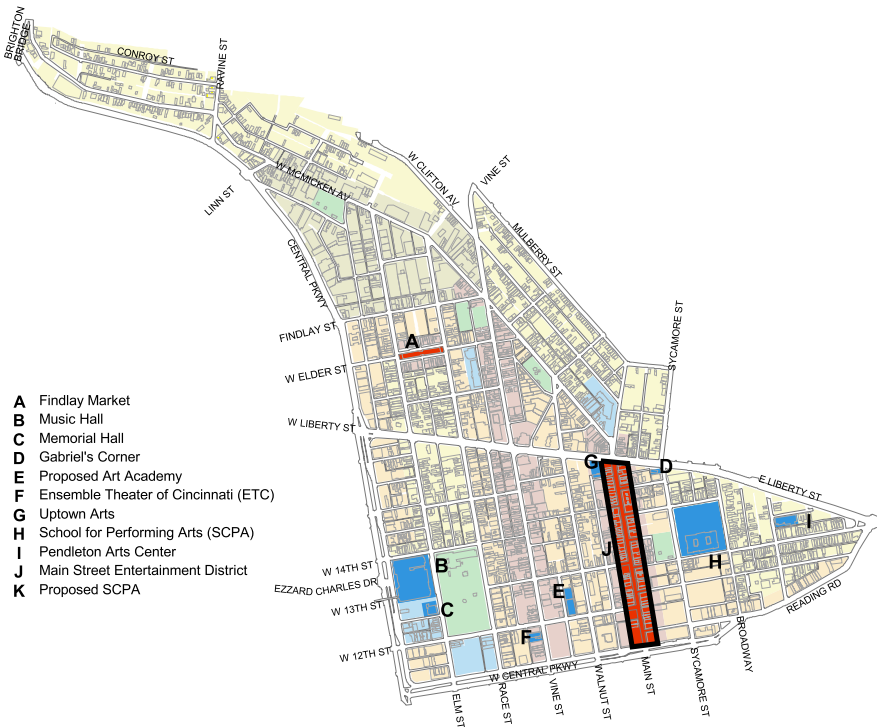 BRIGHTON
BRIDGE
CONROY ST
RAVINE ST
W MCMICKEN AV
W CLIFTON AV
VINE ST
LINN ST
MULBERRY ST
CENTRAL PKWY
SYCAMORE ST
FINDLAY ST
A
W ELDER ST
A Findlay Market
B Music Hall
C Memorial Hall
D Gabriel's Corner
E Proposed Art Academy
F Ensemble Theater of Cincinnati (ETC)
G Uptown Arts
H School for Performing Arts (SCPA)
I Pendleton Arts Center
J Main Street Entertainment District
K Proposed SCPA
W LIBERTY ST
G
D
E LIBERTY ST
I
J
H
W 14TH ST
B
EZZARD CHARLES DR
E
W 13TH ST
C
READING RD
F
BROADWAY
W 12TH ST
W CENTRAL PKWY
ELM ST
RACE ST
VINE ST
WALNUT ST
MAIN ST
SYCAMORE ST